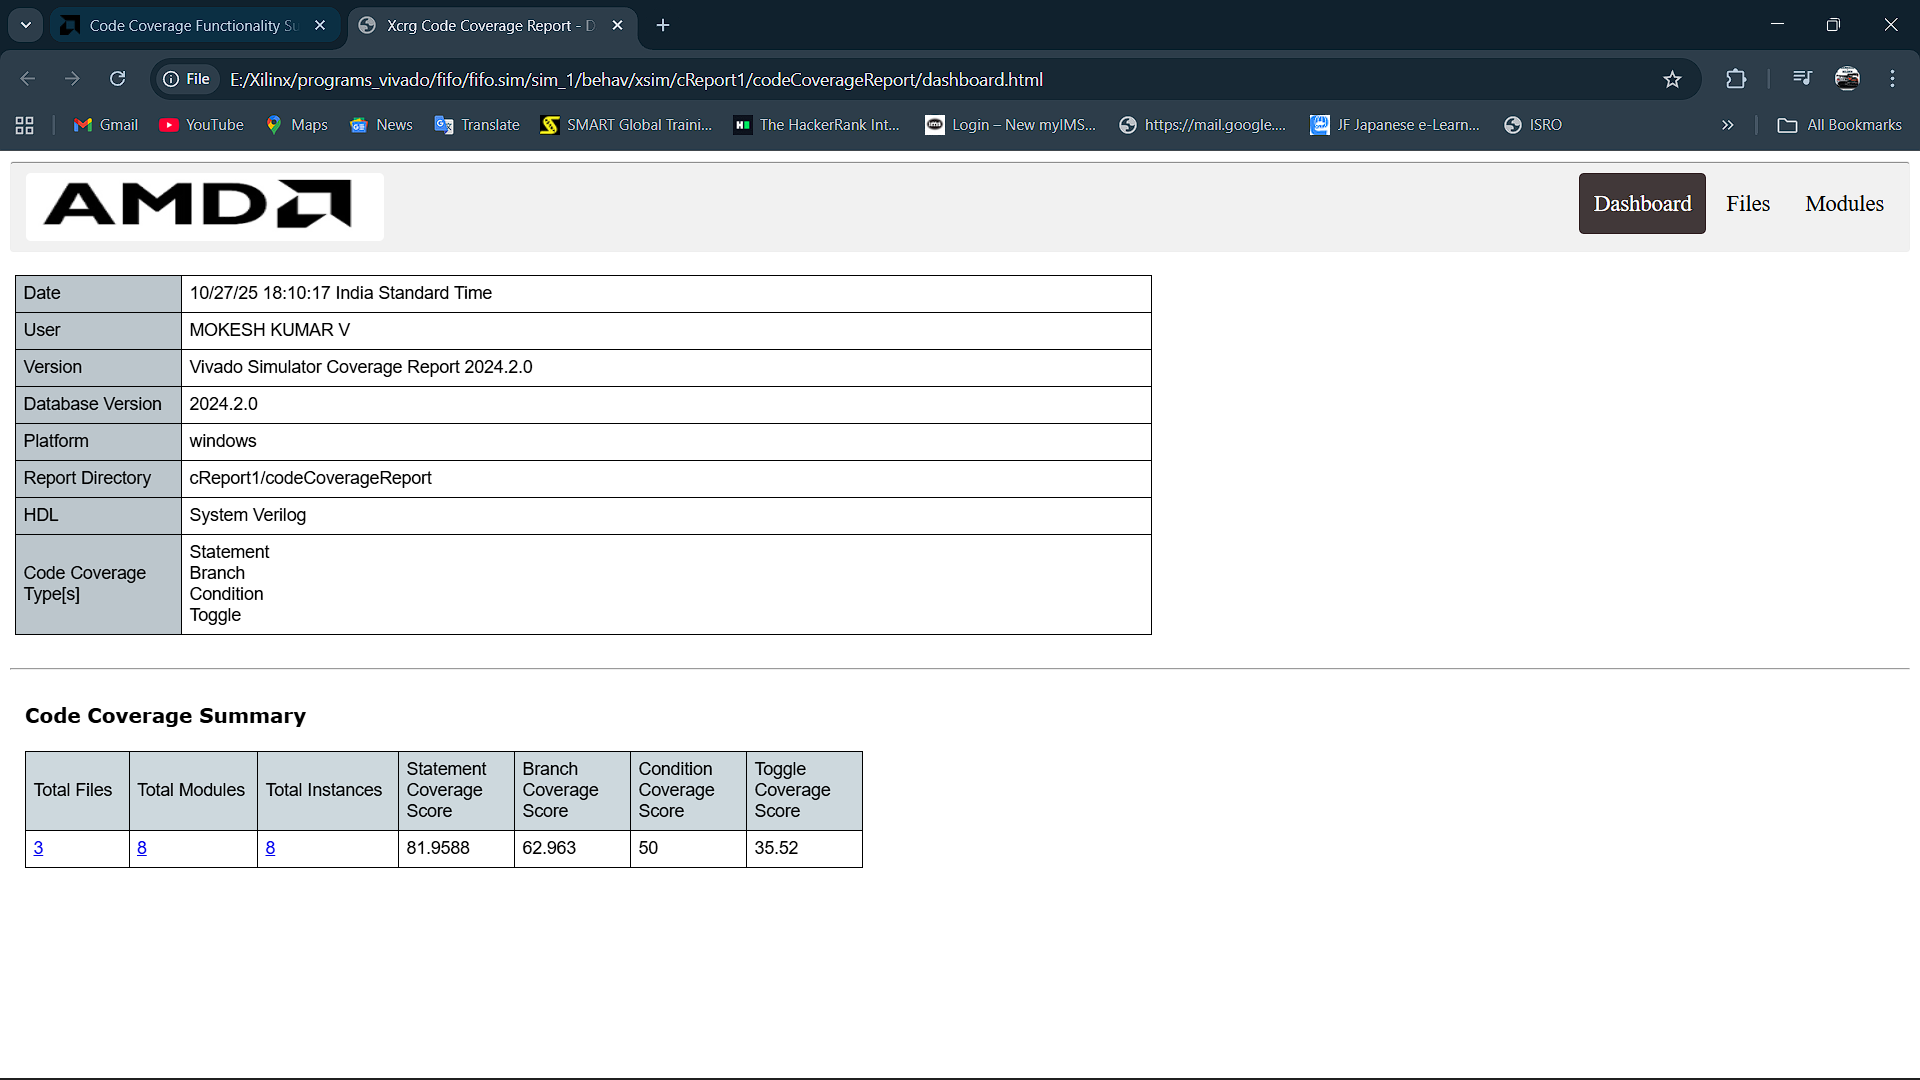 Code Coverage Functionality Su
Xcrg Code Coverage Report - D
File
E:/Xilinx/programs_vivado/fifo/fifo.sim/sim_1/behav/xsim/cReport1/codeCoverageReport/dashboard.html
Gmail
YouTube
Maps
News
Translate
SMART Global Traini...
The HackerRank Int...
Login – New myIMS...
https://mail.google....
JF Japanese e-Learn...
ISRO
All Bookmarks
AMD
Dashboard
Files
Modules
Date 10/27/25 18:10:17 India Standard Time
User MOKESH KUMAR V
Version Vivado Simulator Coverage Report 2024.2.0
Database Version 2024.2.0
Platform windows
Report Directory cReport1/codeCoverageReport
HDL System Verilog
Code Coverage
Type[s]
Statement
Branch
Condition
Toggle
Code Coverage Summary
Total Files
Total Modules
Total Instances
Statement
Coverage
Score
Branch
Coverage
Score
Condition
Coverage
Score
Toggle
Coverage
Score
3 8 8 81.9588 62.963 50 35.52